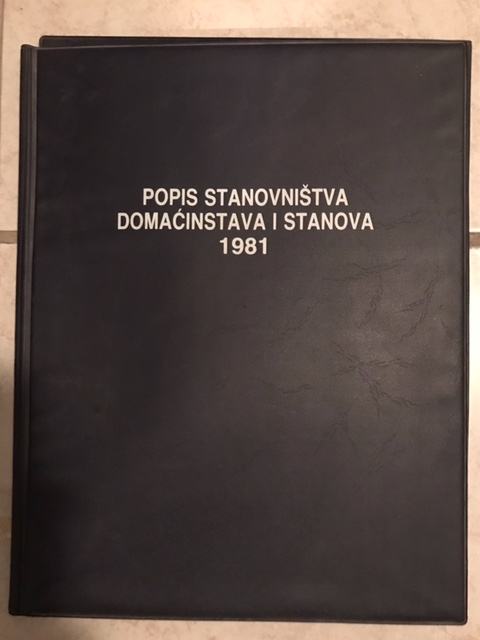 POPIS STANOVNIŠTVA
DOMAĆINSTAVA I STANOVA
1981